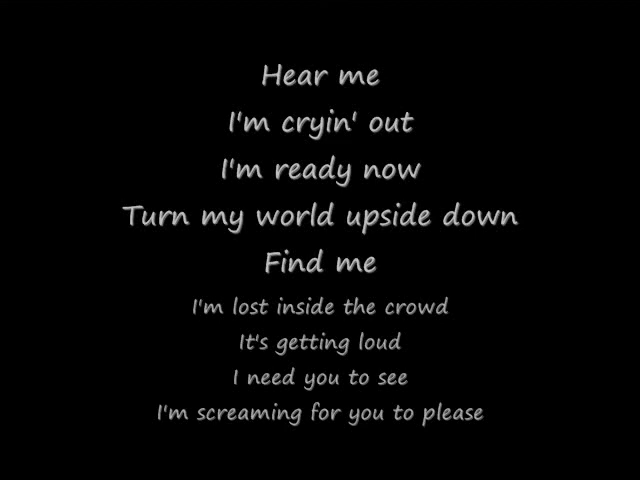 Hear me
I'm cryin' out
I'm ready now
Turn my world upside down
Find me
I'm lost inside the crowd
It's getting loud
I need you to see
I'm screaming for you to please